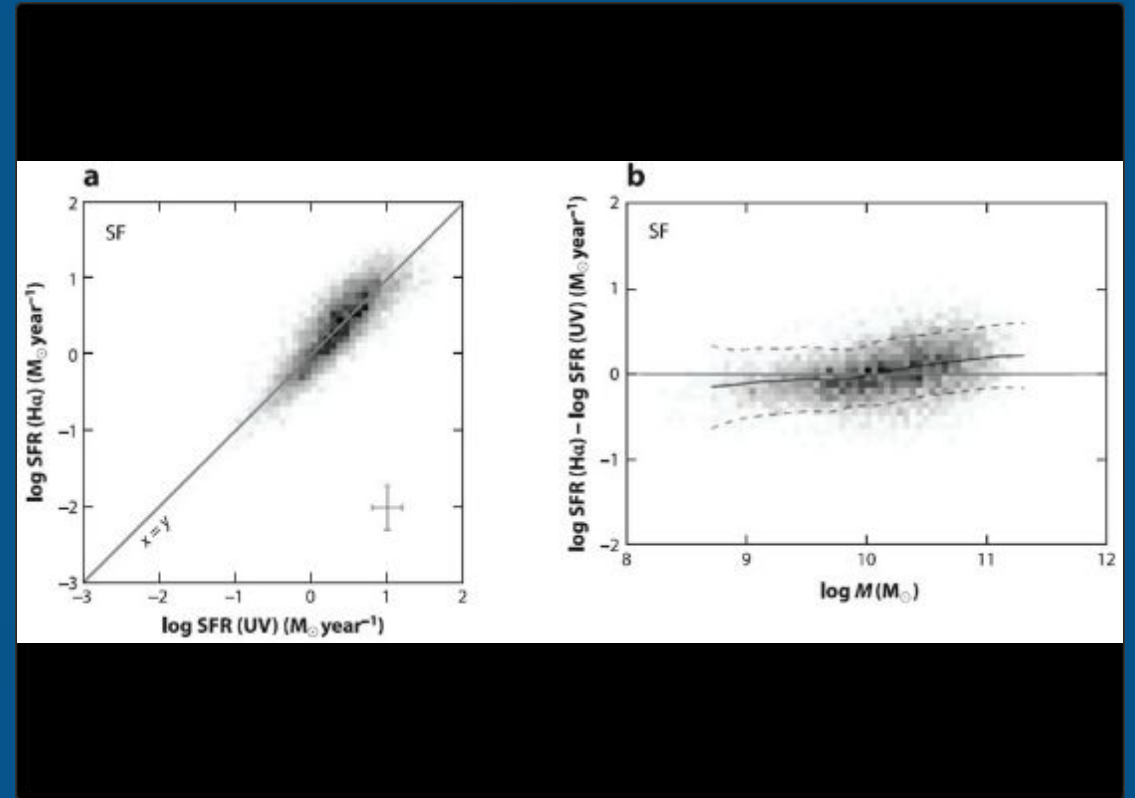 a
2
1
0
−1
−2
−3
SF
x = y
−3 −2 −1 0 1 2
log SFR (UV) (M☉ year⁻¹)
log SFR (Hα) (M☉ year⁻¹)
b
2
1
0
−1
−2
SF
8 9 10 11 12
log M (M☉)
log SFR (Hα) − log SFR (UV) (M☉ year⁻¹)